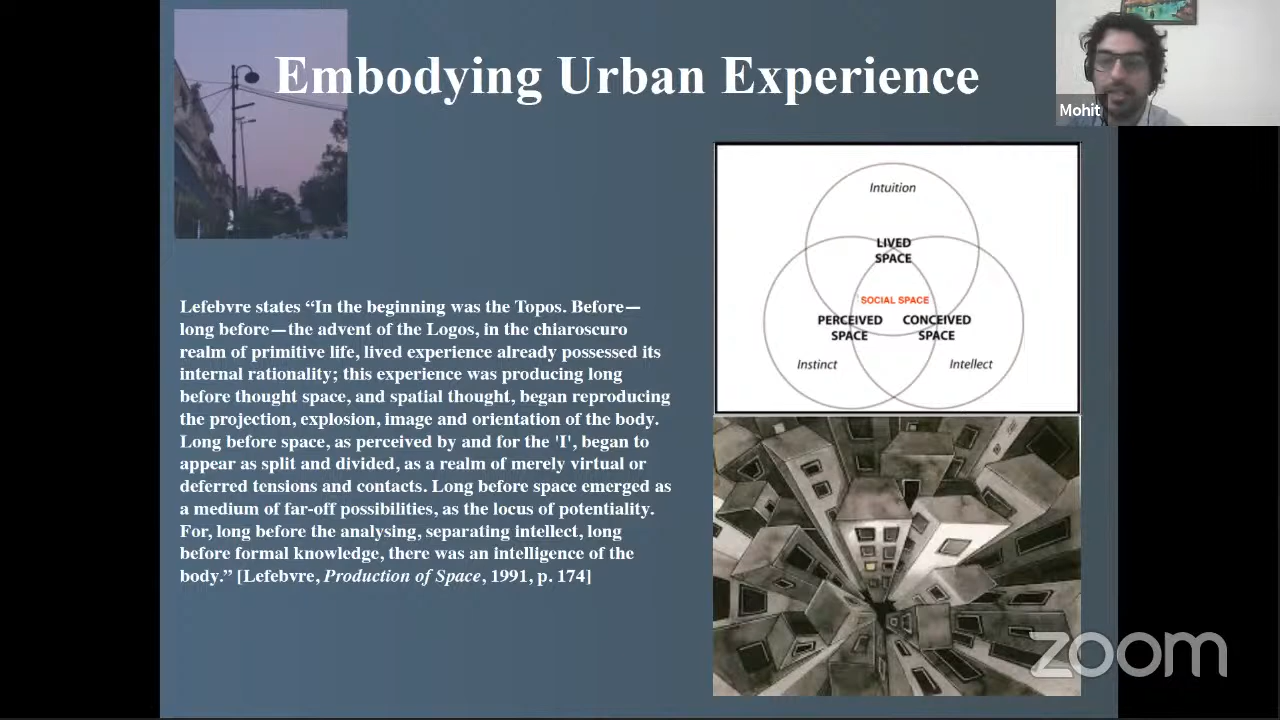 Embodying Urban Experience
Mohit
Lefebvre states “In the beginning was the Topos. Before—
long before—the advent of the Logos, in the chiaroscuro
realm of primitive life, lived experience already possessed its
internal rationality; this experience was producing long
before thought space, and spatial thought, began reproducing
the projection, explosion, image and orientation of the body.
Long before space, as perceived by and for the 'I', began to
appear as split and divided, as a realm of merely virtual or
deferred tensions and contacts. Long before space emerged as
a medium of far-off possibilities, as the locus of potentiality.
For, long before the analysing, separating intellect, long
before formal knowledge, there was an intelligence of the
body.” [Lefebvre, Production of Space, 1991, p. 174]
Intuition
LIVED
SPACE
SOCIAL SPACE
PERCEIVED CONCEIVED
SPACE SPACE
Instinct Intellect
zoom